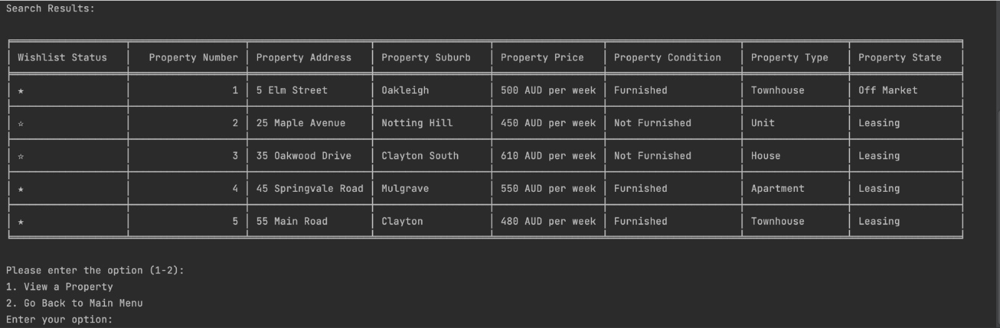 Search Results:
Wishlist Status Property Number Property Address Property Suburb Property Price Property Condition Property Type Property State
★ 1 5 Elm Street Oakleigh 500 AUD per week Furnished Townhouse Off Market
☆ 2 25 Maple Avenue Notting Hill 450 AUD per week Not Furnished Unit Leasing
☆ 3 35 Oakwood Drive Clayton South 610 AUD per week Not Furnished House Leasing
★ 4 45 Springvale Road Mulgrave 550 AUD per week Furnished Apartment Leasing
★ 5 55 Main Road Clayton 480 AUD per week Furnished Townhouse Leasing
Please enter the option (1-2):
1. View a Property
2. Go Back to Main Menu
Enter your option: